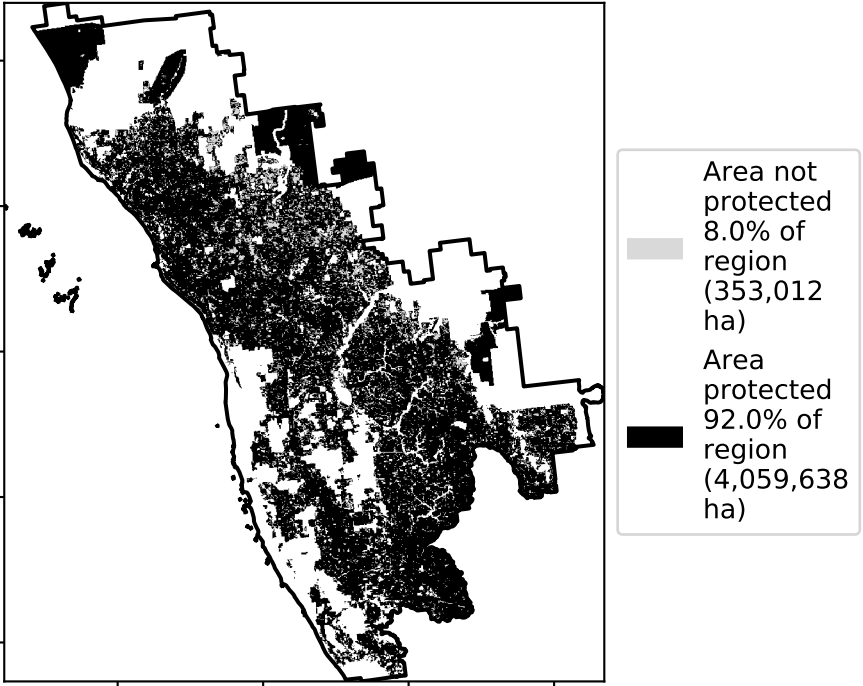 Area not
protected
8.0% of
region
(353,012
ha)
Area
protected
92.0% of
region
(4,059,638
ha)